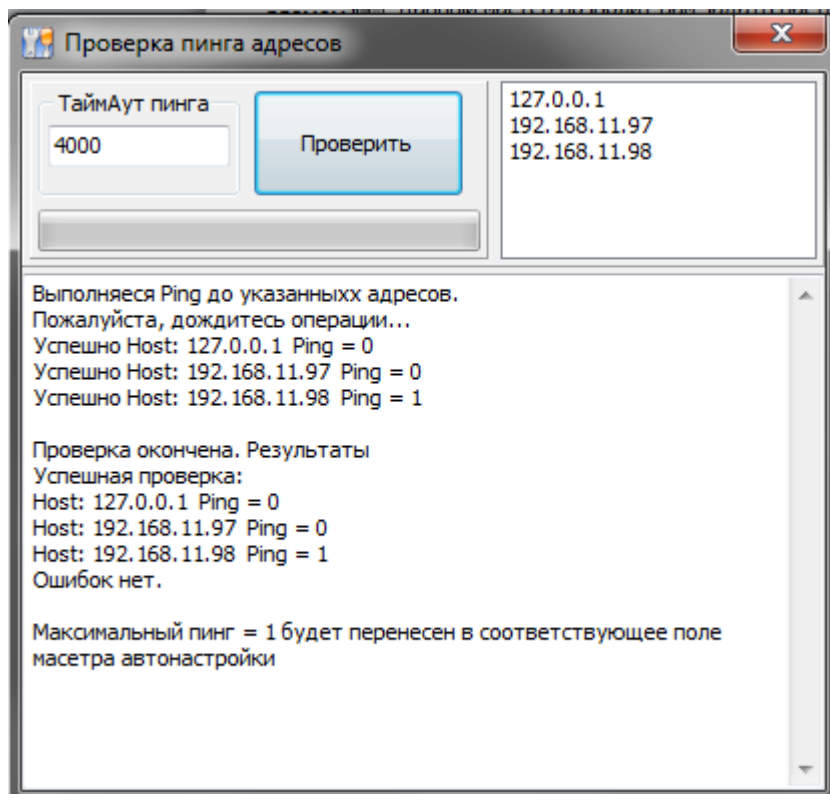 Проверка пинга адресов
ТаймАут пинга
4000
Проверить
127.0.0.1
192.168.11.97
192.168.11.98
Выполняеся Ping до указанныхх адресов.
Пожалуйста, дождитесь операции...
Успешно Host: 127.0.0.1 Ping = 0
Успешно Host: 192.168.11.97 Ping = 0
Успешно Host: 192.168.11.98 Ping = 1
Проверка окончена. Результаты
Успешная проверка:
Host: 127.0.0.1 Ping = 0
Host: 192.168.11.97 Ping = 0
Host: 192.168.11.98 Ping = 1
Ошибок нет.
Максимальный пинг = 1 будет перенесен в соответствующее поле
масетра автонастройки